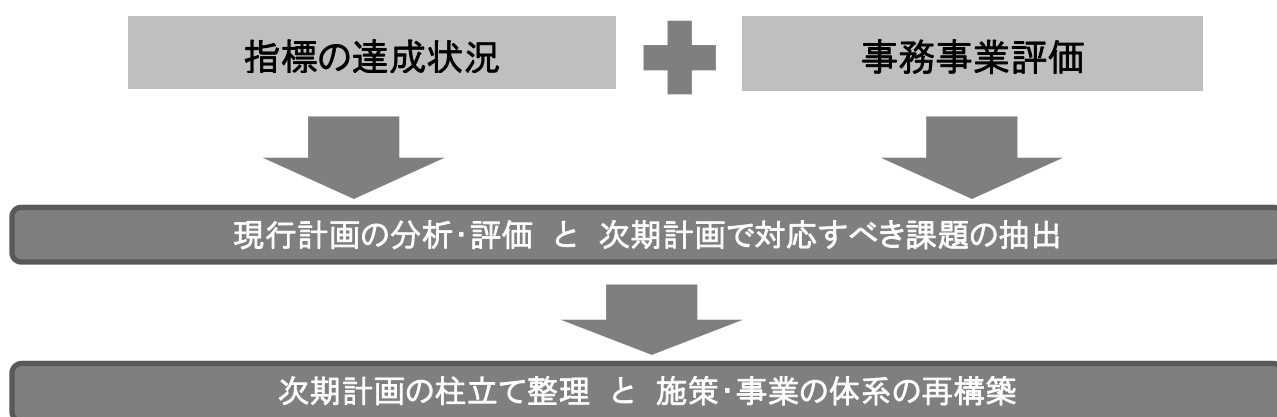 指標の達成状況
事務事業評価
現行計画の分析・評価 と 次期計画で対応すべき課題の抽出
次期計画の柱立て整理 と 施策・事業の体系の再構築